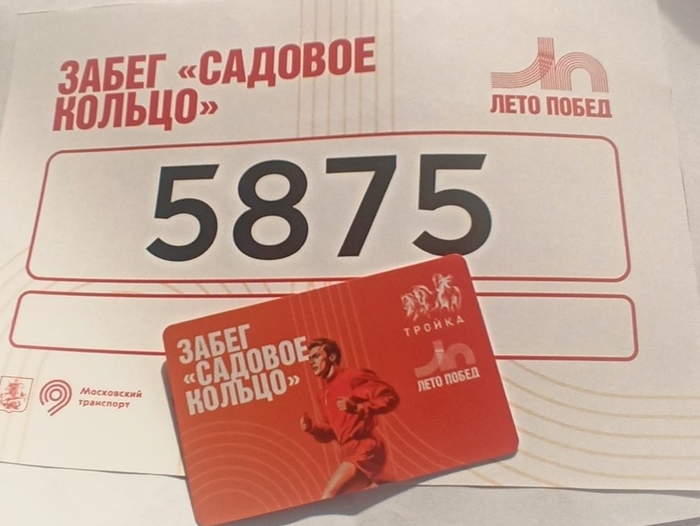 ЗАБЕГ «САДОВОЕ
КОЛЬЦО»
ЛЕТО ПОБЕД
5875
ЗАБЕГ
«САДОВОЕ
КОЛЬЦО»
ТРОЙКА
ЛЕТО ПОБЕД
Московский
транспорт